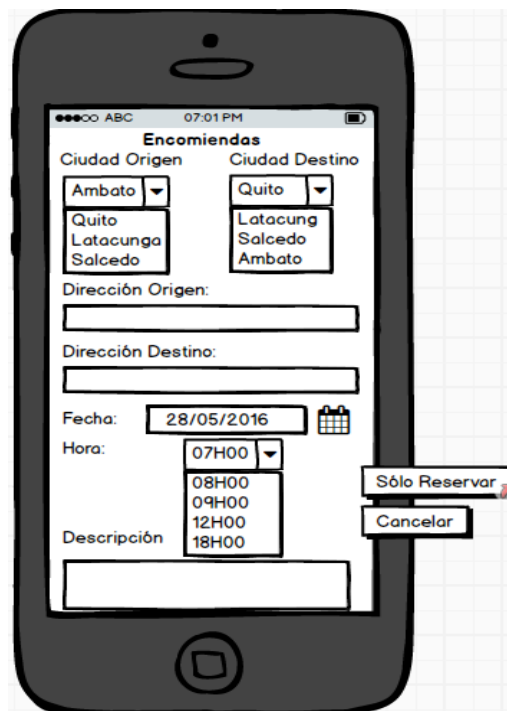 ABC 07:01 PM
Encomiendas
Ciudad Origen Ciudad Destino
Ambato Quito
Quito Latacung
Latacunga Salcedo
Salcedo Ambato
Dirección Origen:
Dirección Destino:
Fecha: 28/05/2016
Hora: 07H00
08H00
09H00
12H00
18H00
Sólo Reservar
Cancelar
Descripción